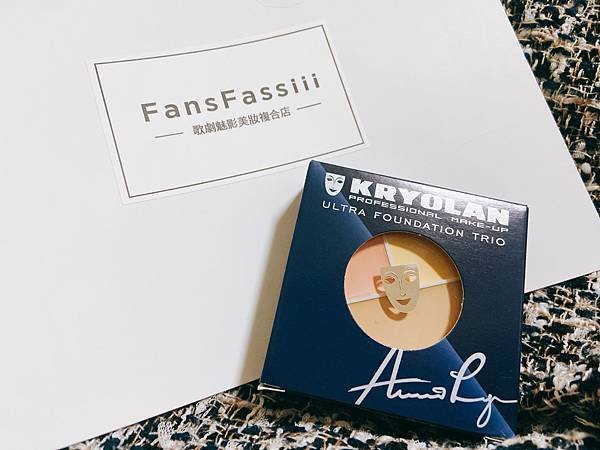 FansFassiii
歌劇魅影美妝複合店
KRYOLAN
PROFESSIONAL MAKE-UP
ULTRA FOUNDATION TRIO